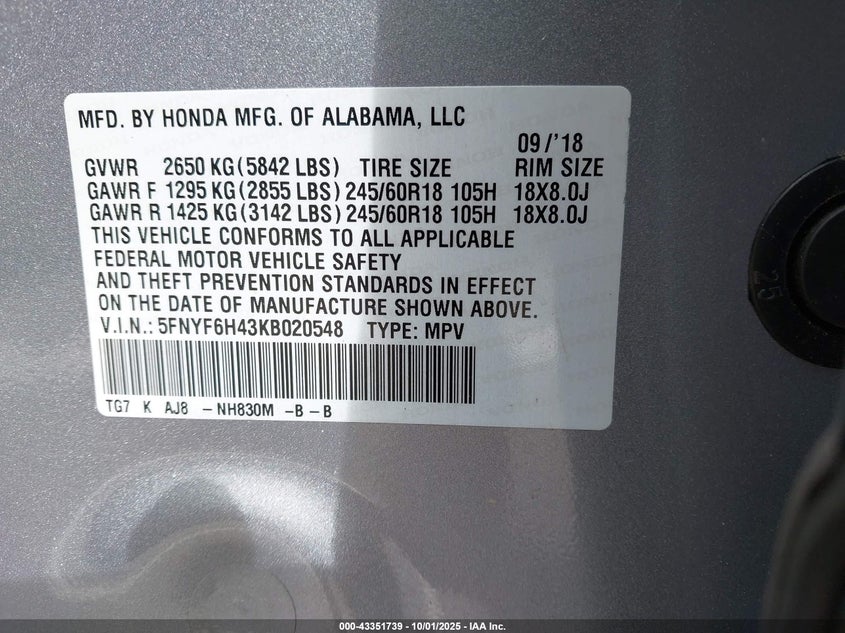 MFD. BY HONDA MFG. OF ALABAMA, LLC
09/'18
GVWR 2650 KG(5842 LBS) TIRE SIZE RIM SIZE
GAWR F 1295 KG(2855 LBS) 245/60R18 105H 18X8.0J
GAWR R 1425 KG(3142 LBS) 245/60R18 105H 18X8.0J
THIS VEHICLE CONFORMS TO ALL APPLICABLE
FEDERAL MOTOR VEHICLE SAFETY
AND THEFT PREVENTION STANDARDS IN EFFECT
ON THE DATE OF MANUFACTURE SHOWN ABOVE.
V.I.N.: 5FNYF6H43KB020548 TYPE: MPV
TG7 K AJ8 -NH830M -B-B
25
000-43351739 - 10/01/2025 - IAA Inc.